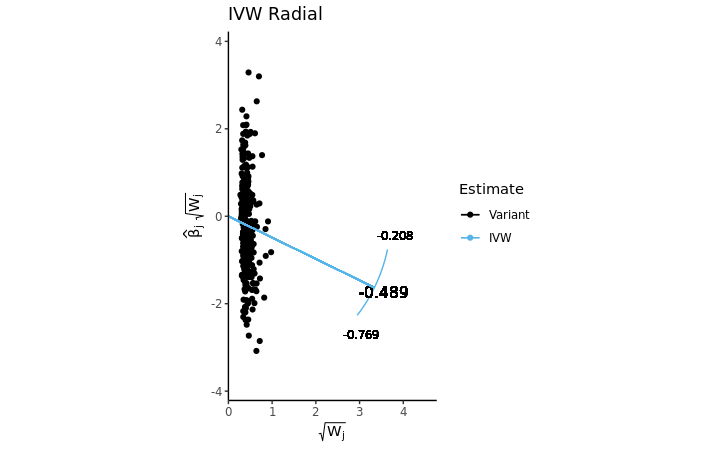 IVW Radial
4
2
0
-2
-4
β̂j √Wj
0
1
2
3
4
√Wj
-0.208
-0.489
-0.769
Estimate
Variant
IVW